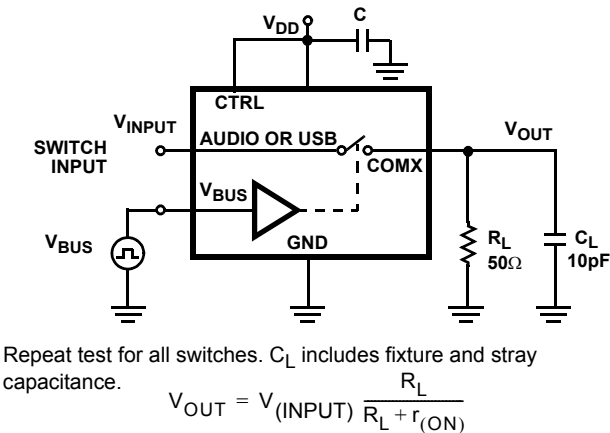 V_DD
C
CTRL
V_INPUT
SWITCH
INPUT
AUDIO OR USB
COMX
V_OUT
V_BUS
V_BUS
GND
R_L
50Ω
C_L
10pF
Repeat test for all switches. C_L includes fixture and stray
capacitance.
V_OUT = V_(INPUT) R_L / (R_L + r_(ON))